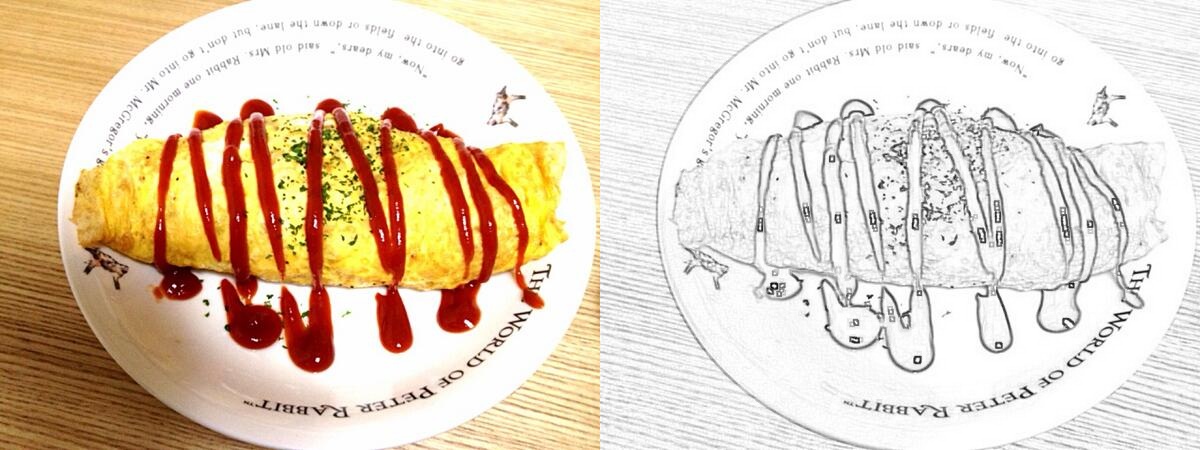 "Now, my dears," said old Mrs. Rabbit one morning,
go into the fields or down the lane, but don't go into Mr. McGregor's
THE WORLD OF PETER RABBIT™
"Now, my dears," said old Mrs. Rabbit one morning,
go into the fields or down the lane, but don't go into Mr. McGregor's
THE WORLD OF PETER RABBIT™